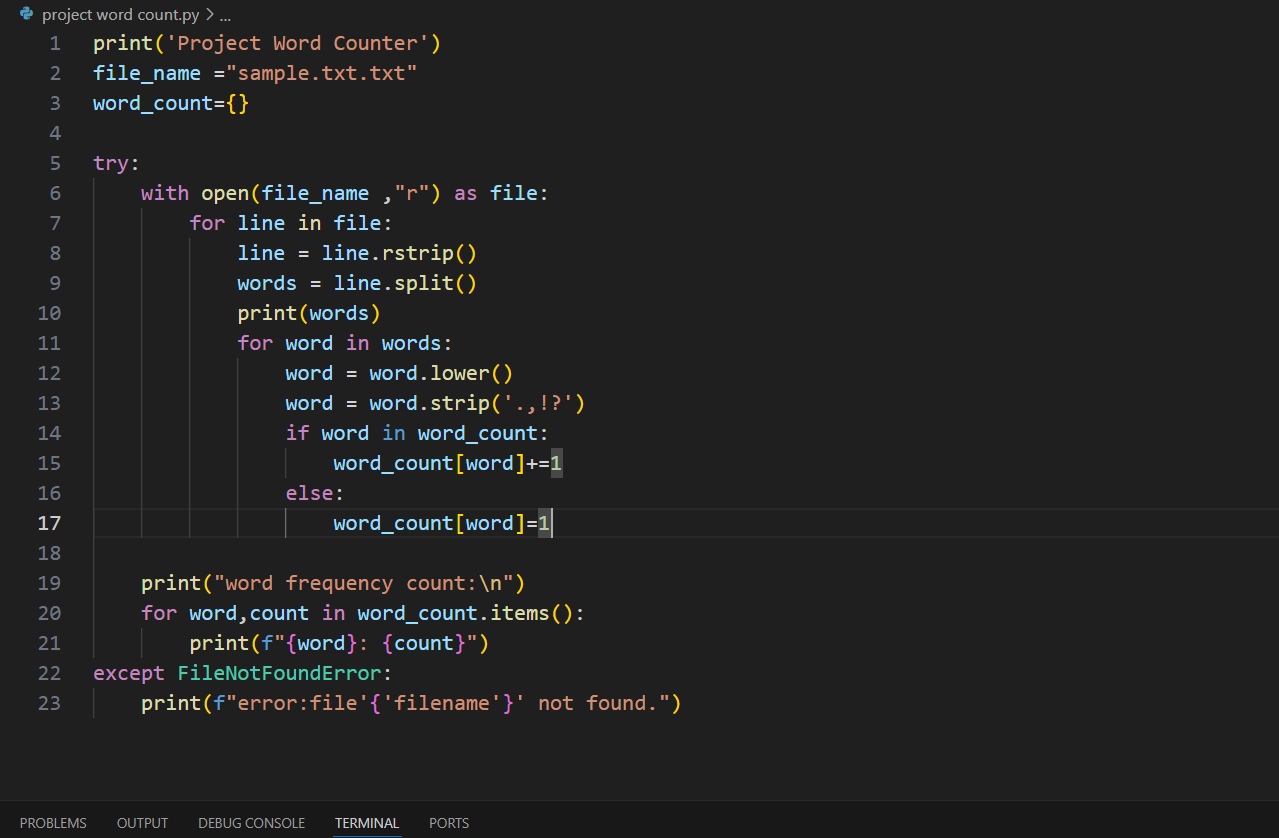 project word count.py > ...
1 print('Project Word Counter')
2 file_name ="sample.txt.txt"
3 word_count={}
4
5 try:
6     with open(file_name ,"r") as file:
7         for line in file:
8             line = line.rstrip()
9             words = line.split()
10             print(words)
11             for word in words:
12                 word = word.lower()
13                 word = word.strip('.,!?')
14                 if word in word_count:
15                     word_count[word]+=1
16                 else:
17                     word_count[word]=1
18
19     print("word frequency count:\n")
20     for word,count in word_count.items():
21         print(f"{word}: {count}")
22 except FileNotFoundError:
23     print(f"error:file'{'filename'}' not found.")
PROBLEMS OUTPUT DEBUG CONSOLE TERMINAL PORTS